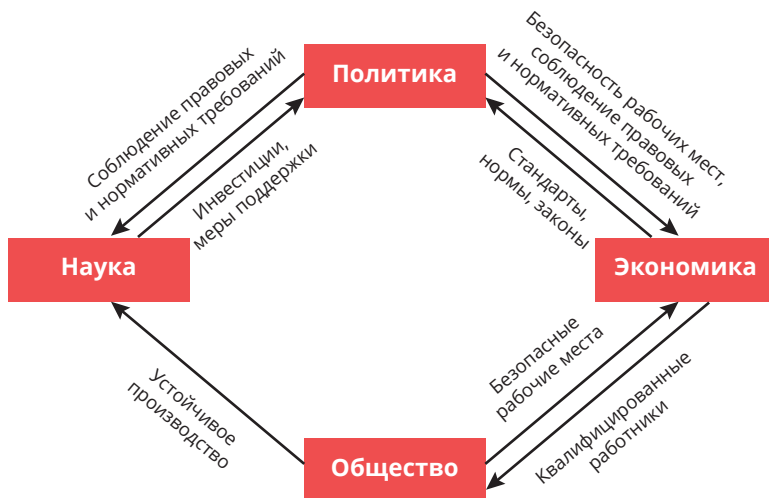 Политика
Соблюдение правовых
и нормативных требований
Инвестиции,
меры поддержки
Безопасность рабочих мест,
соблюдение правовых
и нормативных требований
Стандарты,
нормы, законы
Наука
Экономика
Устойчивое
производство
Безопасные
рабочие места
Квалифицированные
работники
Общество